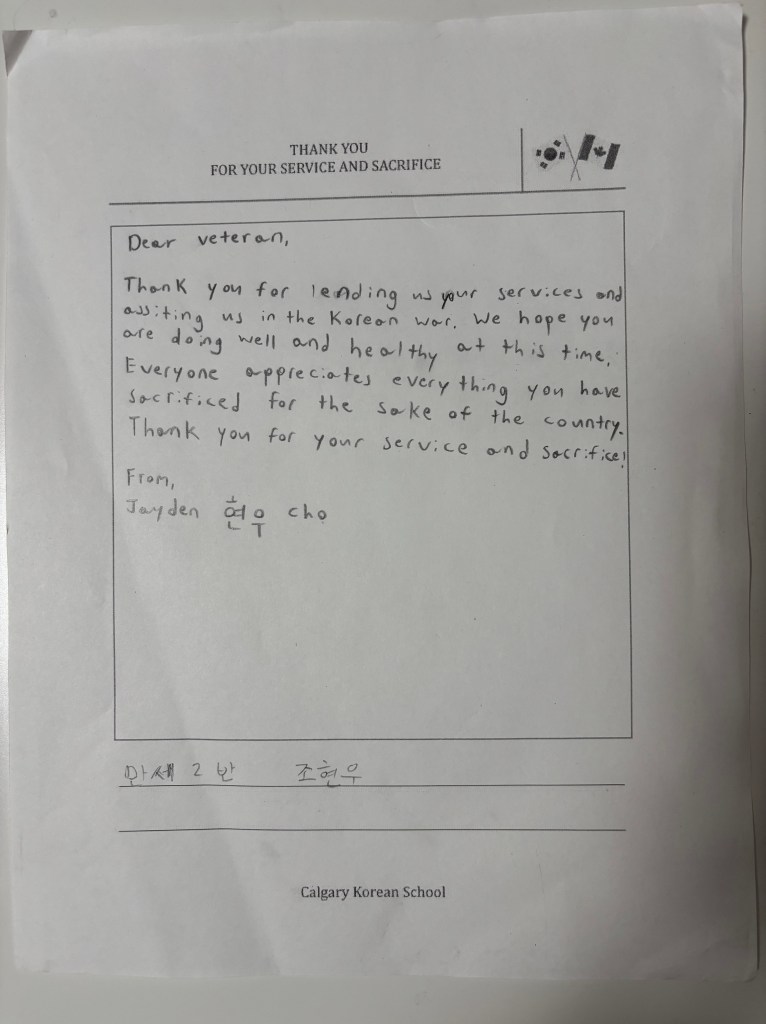 THANK YOU
FOR YOUR SERVICE AND SACRIFICE
Dear veteran,
Thank you for lending us your services and
assiting us in the Korean war. We hope you
are doing well and healthy at this time.
Everyone appreciates everything you have
sacrificed for the sake of the country.
Thank you for your service and sacrifice!
From,
Jayden 현우 cho
만세 2 반 조현우
Calgary Korean School